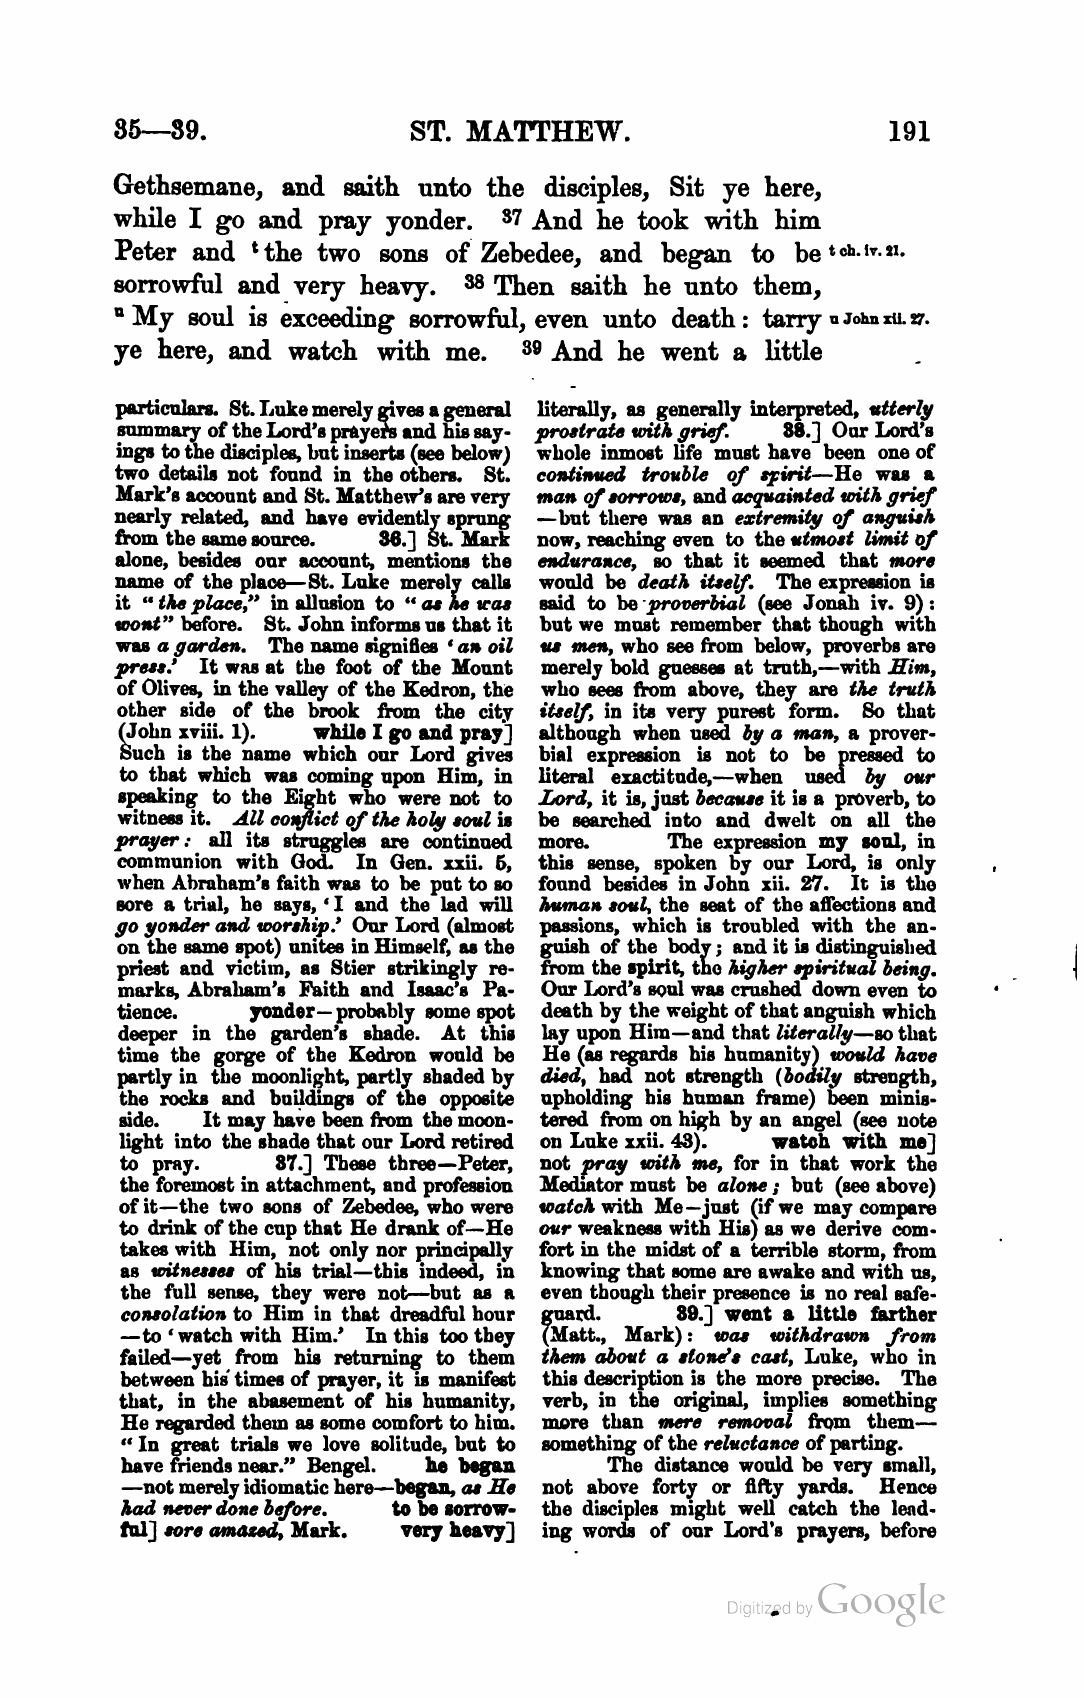 35—39.	ST. MATTHEW.	191
Gethsemane, and saith unto the disciples, Sit ye here,
while I go and pray yonder. 37 And he took with him
Peter and t the two sons of Zebedee, and began to be t ch. iv. 21.
sorrowful and very heavy. 38 Then saith he unto them,
u My soul is exceeding sorrowful, even unto death : tarry u John xii. 27.
ye here, and watch with me. 39 And he went a little
particulars. St. Luke merely gives a general
summary of the Lord's prayers and his say-
ings to the disciples, but inserts (see below)
two details not found in the others. St.
Mark's account and St. Matthew's are very
nearly related, and have evidently sprung
from the same source. 36.] St. Mark
alone, besides our account, mentions the
name of the place—St. Luke merely calls
it “the place,” in allusion to “as he was
wont” before. St. John informs us that it
was a garden. The name signifies ‘an oil
press.’ It was at the foot of the Mount
of Olives, in the valley of the Kedron, the
other side of the brook from the city
(John xviii. 1). while I go and pray]
Such is the name which our Lord gives
to that which was coming upon Him, in
speaking to the Eight who were not to
witness it. All conflict of the holy soul is
prayer: all its struggles are continued
communion with God. In Gen. xxii. 5,
when Abraham's faith was to be put to so
sore a trial, he says, ‘I and the lad will
go yonder and worship.’ Our Lord (almost
on the same spot) unites in Himself, as the
priest and victim, as Stier strikingly re-
marks, Abraham's Faith and Isaac's Pa-
tience. yonder—probably some spot
deeper in the garden's shade. At this
time the gorge of the Kedron would be
partly in the moonlight, partly shaded by
the rocks and buildings of the opposite
side. It may have been from the moon-
light into the shade that our Lord retired
to pray. 37.] These three—Peter,
the foremost in attachment, and profession
of it—the two sons of Zebedee, who were
to drink of the cup that He drank of—He
takes with Him, not only nor principally
as witnesses of his trial—this indeed, in
the full sense, they were not—but as a
consolation to Him in that dreadful hour
—to ‘watch with Him.’ In this too they
failed—yet from his returning to them
between his times of prayer, it is manifest
that, in the abasement of his humanity,
He regarded them as some comfort to him.
“In great trials we love solitude, but to
have friends near.” Bengel. he began
—not merely idiomatic here—began, as He
had never done before. to be sorrow-
ful] sore amazed, Mark. very heavy]
literally, as generally interpreted, utterly
prostrate with grief. 38.] Our Lord's
whole inmost life must have been one of
continued trouble of spirit—He was a
man of sorrows, and acquainted with grief
—but there was an extremity of anguish
now, reaching even to the utmost limit of
endurance, so that it seemed that more
would be death itself. The expression is
said to be proverbial (see Jonah iv. 9) :
but we must remember that though with
us men, who see from below, proverbs are
merely bold guesses at truth,—with Him,
who sees from above, they are the truth
itself, in its very purest form. So that
although when used by a man, a prover-
bial expression is not to be pressed to
literal exactitude,—when used by our
Lord, it is, just because it is a proverb, to
be searched into and dwelt on all the
more. The expression my soul, in
this sense, spoken by our Lord, is only
found besides in John xii. 27. It is the
human soul, the seat of the affections and
passions, which is troubled with the an-
guish of the body ; and it is distinguished
from the spirit, the higher spiritual being.
Our Lord's soul was crushed down even to
death by the weight of that anguish which
lay upon Him—and that literally—so that
He (as regards his humanity) would have
died, had not strength (bodily strength,
upholding his human frame) been minis-
tered from on high by an angel (see note
on Luke xxii. 43). watch with me]
not pray with me, for in that work the
Mediator must be alone ; but (see above)
watch with Me—just (if we may compare
our weakness with His) as we derive com-
fort in the midst of a terrible storm, from
knowing that some are awake and with us,
even though their presence is no real safe-
guard. 39.] went a little farther
(Matt., Mark) : was withdrawn from
them about a stone's cast, Luke, who in
this description is the more precise. The
verb, in the original, implies something
more than mere removal from them—
something of the reluctance of parting.
The distance would be very small,
not above forty or fifty yards. Hence
the disciples might well catch the lead-
ing words of our Lord's prayers, before
Digitized by Google